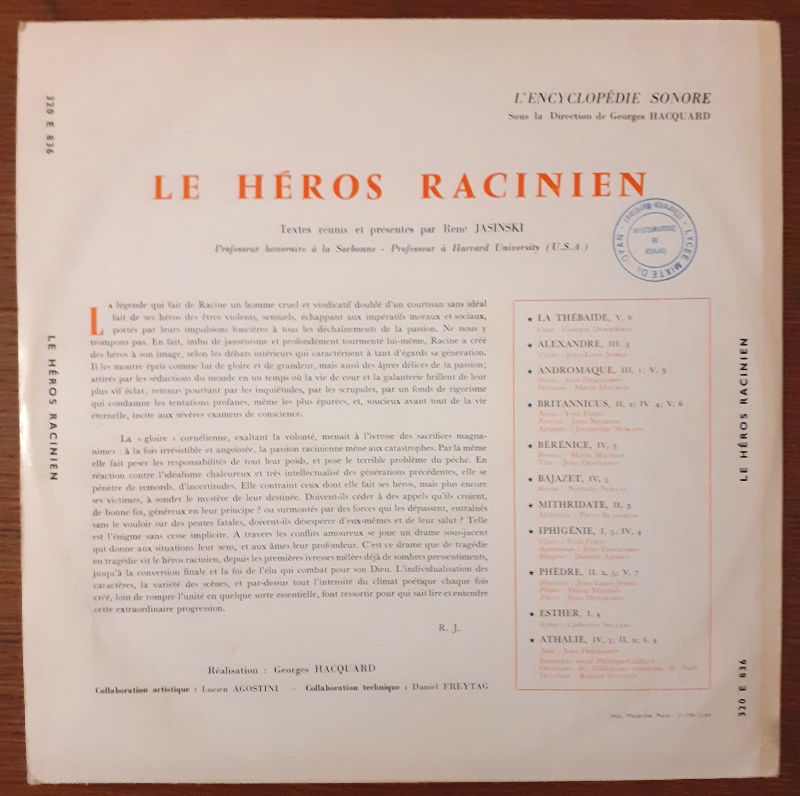 L'ENCYCLOPÉDIE SONORE
Sous la Direction de Georges HACQUARD
320 E 836
LE HÉROS RACINIEN
Textes reunis et presentes par Rene JASINSKI
Professeur honoraire à la Sorbonne - Professeur à Harvard University (U.S.A.)
LYCÉE MIXTE DE ROYAN
LA légende qui fait de Racine un homme cruel et vindicatif doublé d'un courtisan sans idéal
fait de ses héros des êtres violents, sensuels, échappant aux impératifs moraux et sociaux,
portés par leurs impulsions foncières à tous les déchaînements de la passion. Ne nous y
trompons pas. En fait, imbu de jansénisme et profondément tourmenté lui-même, Racine a créé
des héros à son image, selon les débats intérieurs qui caractérisent à tant d'égards sa génération.
Il les montre épris comme lui de gloire et de grandeur, mais aussi des âpres délices de la passion;
attirés par les séductions du monde en un temps où la vie de cour et la galanterie brillent de leur
plus vif éclat; retenus pourtant par les inquiétudes, par les scrupules, par un fonds de rigorisme
qui condamne les tentations profanes, même les plus épurées, et, soucieux avant tout de la vie
éternelle, incite aux sévères examens de conscience.
La « gloire » cornélienne, exaltant la volonté, menait à l'ivresse des sacrifices magna-
nimes : à la fois irrésistible et angoissée, la passion racinienne mène aux catastrophes. Par là même
elle fait peser les responsabilités de tout leur poids, et pose le terrible problème du péché. En
réaction contre l'idéalisme chaleureux et très intellectualisé des générations précédentes, elle se
pénètre de remords, d'incertitudes. Elle contraint ceux dont elle fait ses héros, mais plus encore
ses victimes, à sonder le mystère de leur destinée. Doivent-ils céder à des appels qu'ils croient,
de bonne foi, généreux en leur principe ? ou surmontés par des forces qui les dépassent, entraînés
sans le vouloir sur des pentes fatales, doivent-ils désespérer d'eux-mêmes et de leur salut ? Telle
est l'énigme sans cesse implicite. A travers les conflits amoureux se joue un drame sous-jacent
qui donne aux situations leur sens, et aux âmes leur profondeur. C'est ce drame que de tragédie
en tragédie vit le héros racinien, depuis les premières ivresses mêlées déjà de sombres pressentiments,
jusqu'à la conversion finale et la foi de l'élu qui combat pour son Dieu. L'individualisation des
caractères, la variété des scènes, et par-dessus tout l'intensité du climat poétique chaque fois
créé, loin de rompre l'unité en quelque sorte essentielle, font ressortir pour qui sait lire et entendre
cette extraordinaire progression.
R. J.
Réalisation : Georges HACQUARD
Collaboration artistique : Lucien AGOSTINI — Collaboration technique : Daniel FREYTAG
★ LA THÉBAÏDE, V, 6
★ ALEXANDRE, III, 3
★ ANDROMAQUE, III, 1; V, 5
★ BRITANNICUS, II, 2; IV, 4; V, 6
★ BÉRÉNICE, IV, 5
★ BAJAZET, IV, 5
★ MITHRIDATE, II, 3
★ IPHIGÉNIE, I, 5; IV, 4
★ PHÈDRE, II, 2, 5; V, 7
★ ESTHER, I, 4
★ ATHALIE, IV, 3; II, 9; I, 4
LE HÉROS RACINIEN
LE HÉROS RACINIEN
320 E 836